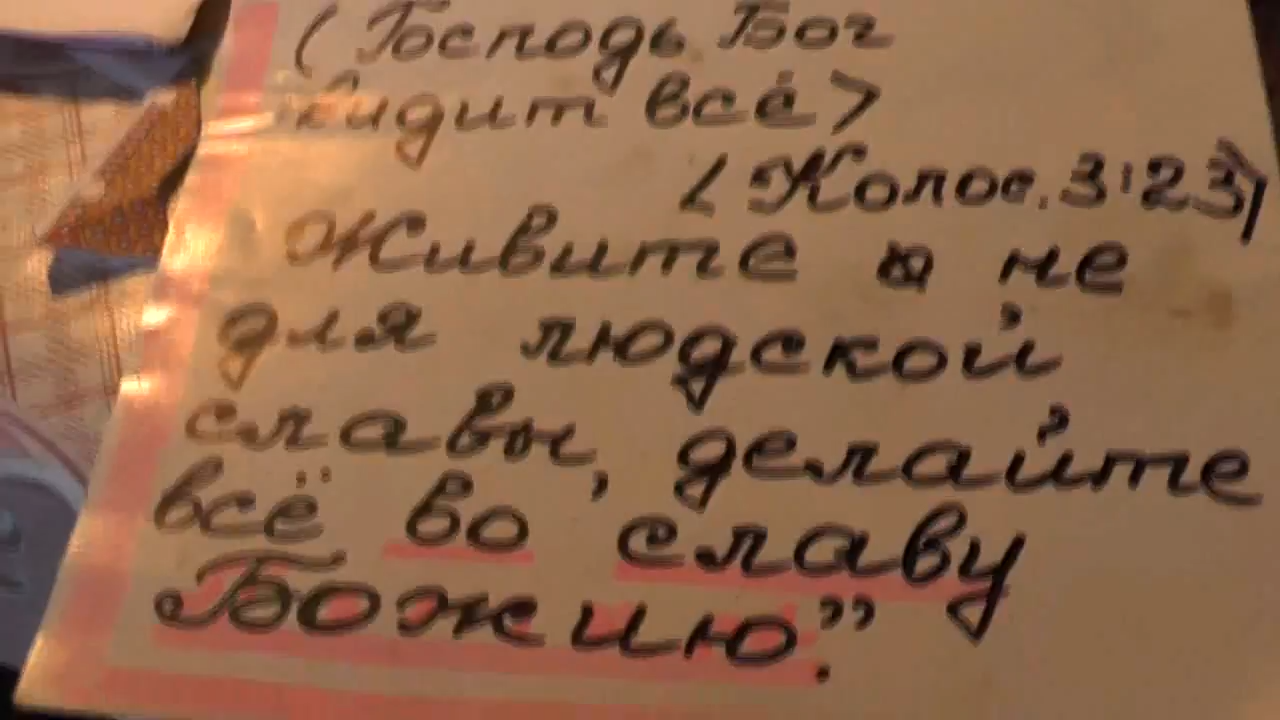 (Господь Бог
видит всё>
(Колос. 3:23)
Живите не
для людской
славы, делайте
всё во славу
Божию."